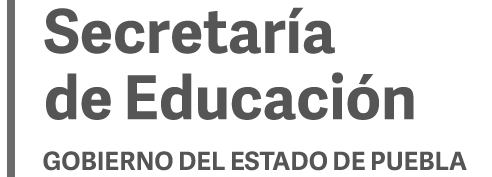 Secretaría
de Educación
GOBIERNO DEL ESTADO DE PUEBLA